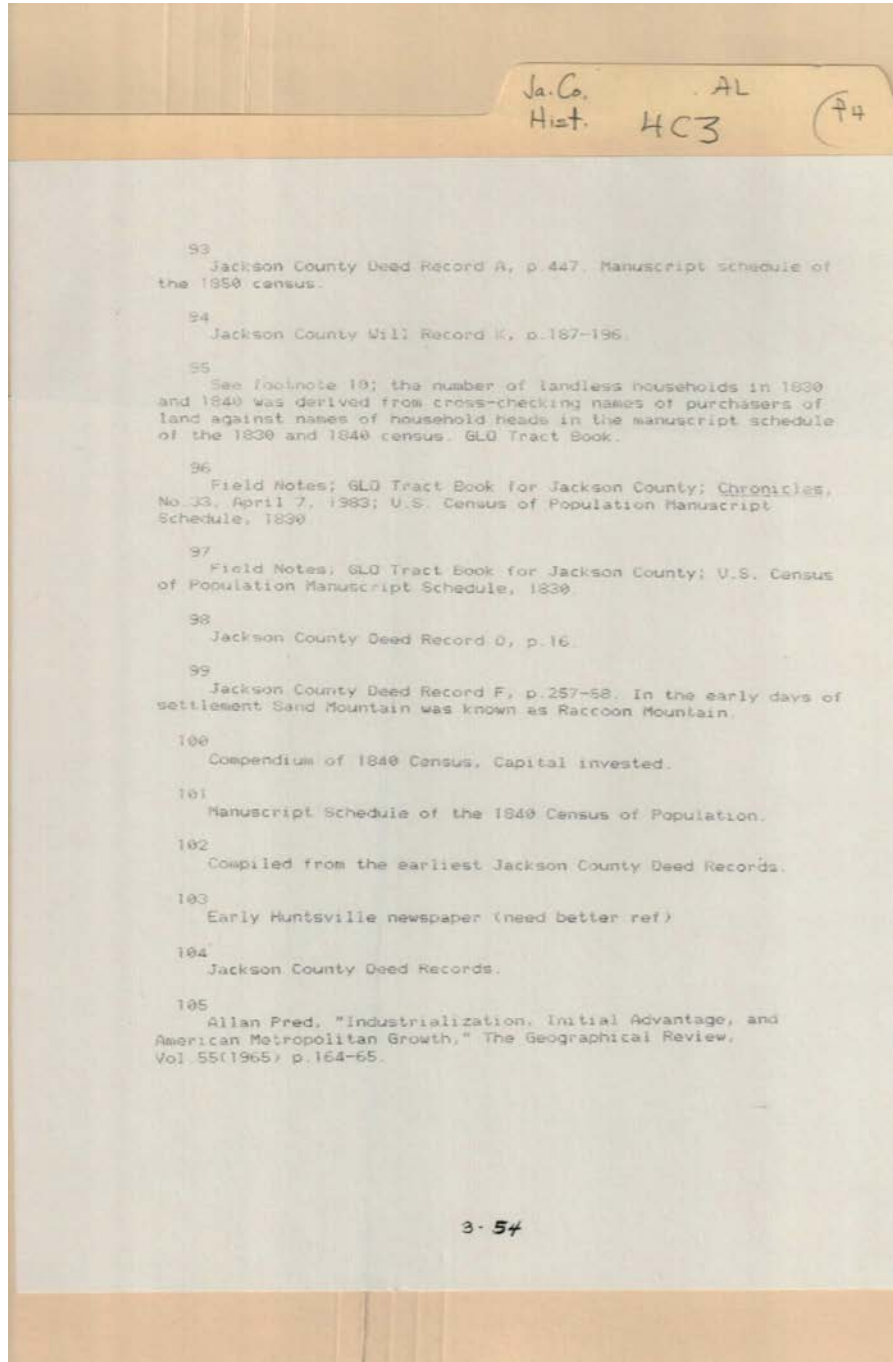 Ja. Co. AL
Hist. 4C3 P4
93
Jackson County Deed Record A, p.447. Manuscript schedule of
the 1850 census.
94
Jackson County Will Record K, p.187-196.
95
See footnote 10; the number of landless households in 1830
and 1840 was derived from cross-checking names of purchasers of
land against names of household heads in the manuscript schedule
of the 1830 and 1840 census. GLO Tract Book.
96
Field Notes; GLO Tract Book for Jackson County; Chronicles,
No.33, April 7, 1983; U.S. Census of Population Manuscript
Schedule, 1830
97
Field Notes; GLO Tract Book for Jackson County; U.S. Census
of Population Manuscript Schedule, 1830
98
Jackson County Deed Record O, p.16.
99
Jackson County Deed Record F, p.257-58. In the early days of
settlement Sand Mountain was known as Raccoon Mountain.
100
Compendium of 1840 Census, Capital invested.
101
Manuscript Schedule of the 1840 Census of Population.
102
Compiled from the earliest Jackson County Deed Records.
103
Early Huntsville newspaper (need better ref)
104
Jackson County Deed Records.
105
Allan Pred, "Industrialization, Initial Advantage, and
American Metropolitan Growth," The Geographical Review,
Vol.55(1965) p.164-65.
3-54